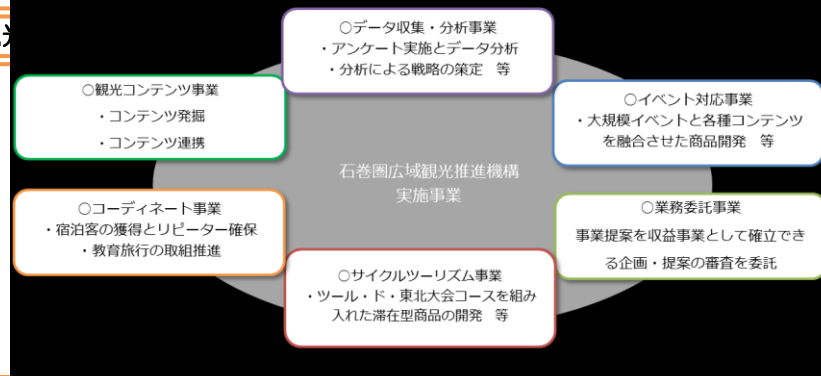 ○データ収集・分析事業
・アンケート実施とデータ分析
・分析による戦略の策定　等
○観光コンテンツ事業
・コンテンツ発掘
・コンテンツ連携
○イベント対応事業
・大規模イベントと各種コンテンツ
を融合させた商品開発　等
石巻圏広域観光推進機構
実施事業
○コーディネート事業
・宿泊客の獲得とリピーター確保
・教育旅行の取組推進
○業務委託事業
事業提案を収益事業として確立でき
る企画・提案の審査を委託
○サイクルツーリズム事業
・ツール・ド・東北大会コースを組み
入れた滞在型商品の開発　等